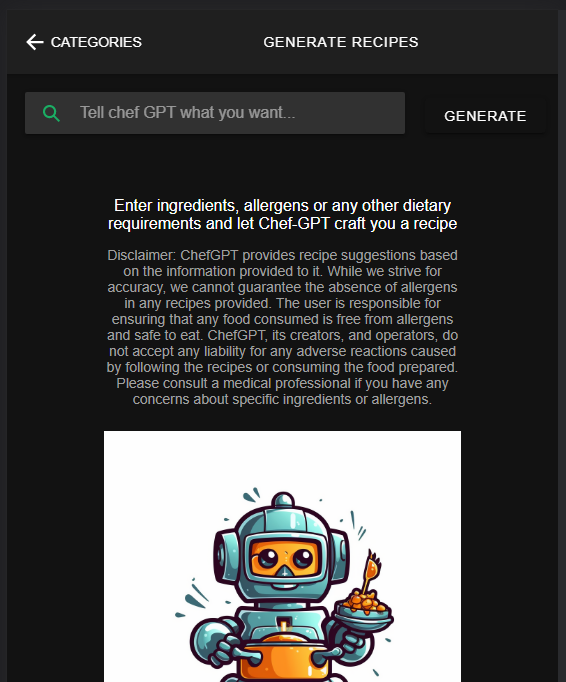 CATEGORIES
GENERATE RECIPES
Tell chef GPT what you want...
GENERATE
Enter ingredients, allergens or any other dietary
requirements and let Chef-GPT craft you a recipe
Disclaimer: ChefGPT provides recipe suggestions based
on the information provided to it. While we strive for
accuracy, we cannot guarantee the absence of allergens
in any recipes provided. The user is responsible for
ensuring that any food consumed is free from allergens
and safe to eat. ChefGPT, its creators, and operators, do
not accept any liability for any adverse reactions caused
by following the recipes or consuming the food prepared.
Please consult a medical professional if you have any
concerns about specific ingredients or allergens.